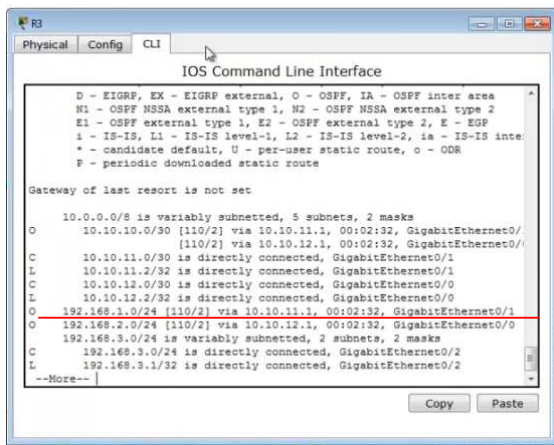 R3
Physical Config CLI
IOS Command Line Interface
D - EIGRP, EX - EIGRP external, O - OSPF, IA - OSPF inter area
N1 - OSPF NSSA external type 1, N2 - OSPF NSSA external type 2
E1 - OSPF external type 1, E2 - OSPF external type 2, E - EGP
i - IS-IS, L1 - IS-IS level-1, L2 - IS-IS level-2, ia - IS-IS inte
* - candidate default, U - per-user static route, o - ODR
P - periodic downloaded static route
Gateway of last resort is not set
10.0.0.0/8 is variably subnetted, 5 subnets, 2 masks
O 10.10.10.0/30 [110/2] via 10.10.11.1, 00:02:32, GigabitEthernet0/
[110/2] via 10.10.12.1, 00:02:32, GigabitEthernet0/
C 10.10.11.0/30 is directly connected, GigabitEthernet0/1
L 10.10.11.2/32 is directly connected, GigabitEthernet0/1
C 10.10.12.0/30 is directly connected, GigabitEthernet0/0
L 10.10.12.2/32 is directly connected, GigabitEthernet0/0
O 192.168.1.0/24 [110/2] via 10.10.11.1, 00:02:32, GigabitEthernet0/1
O 192.168.2.0/24 [110/2] via 10.10.12.1, 00:02:32, GigabitEthernet0/0
192.168.3.0/24 is variably subnetted, 2 subnets, 2 masks
C 192.168.3.0/24 is directly connected, GigabitEthernet0/2
L 192.168.3.1/32 is directly connected, GigabitEthernet0/2
--More--
Copy Paste